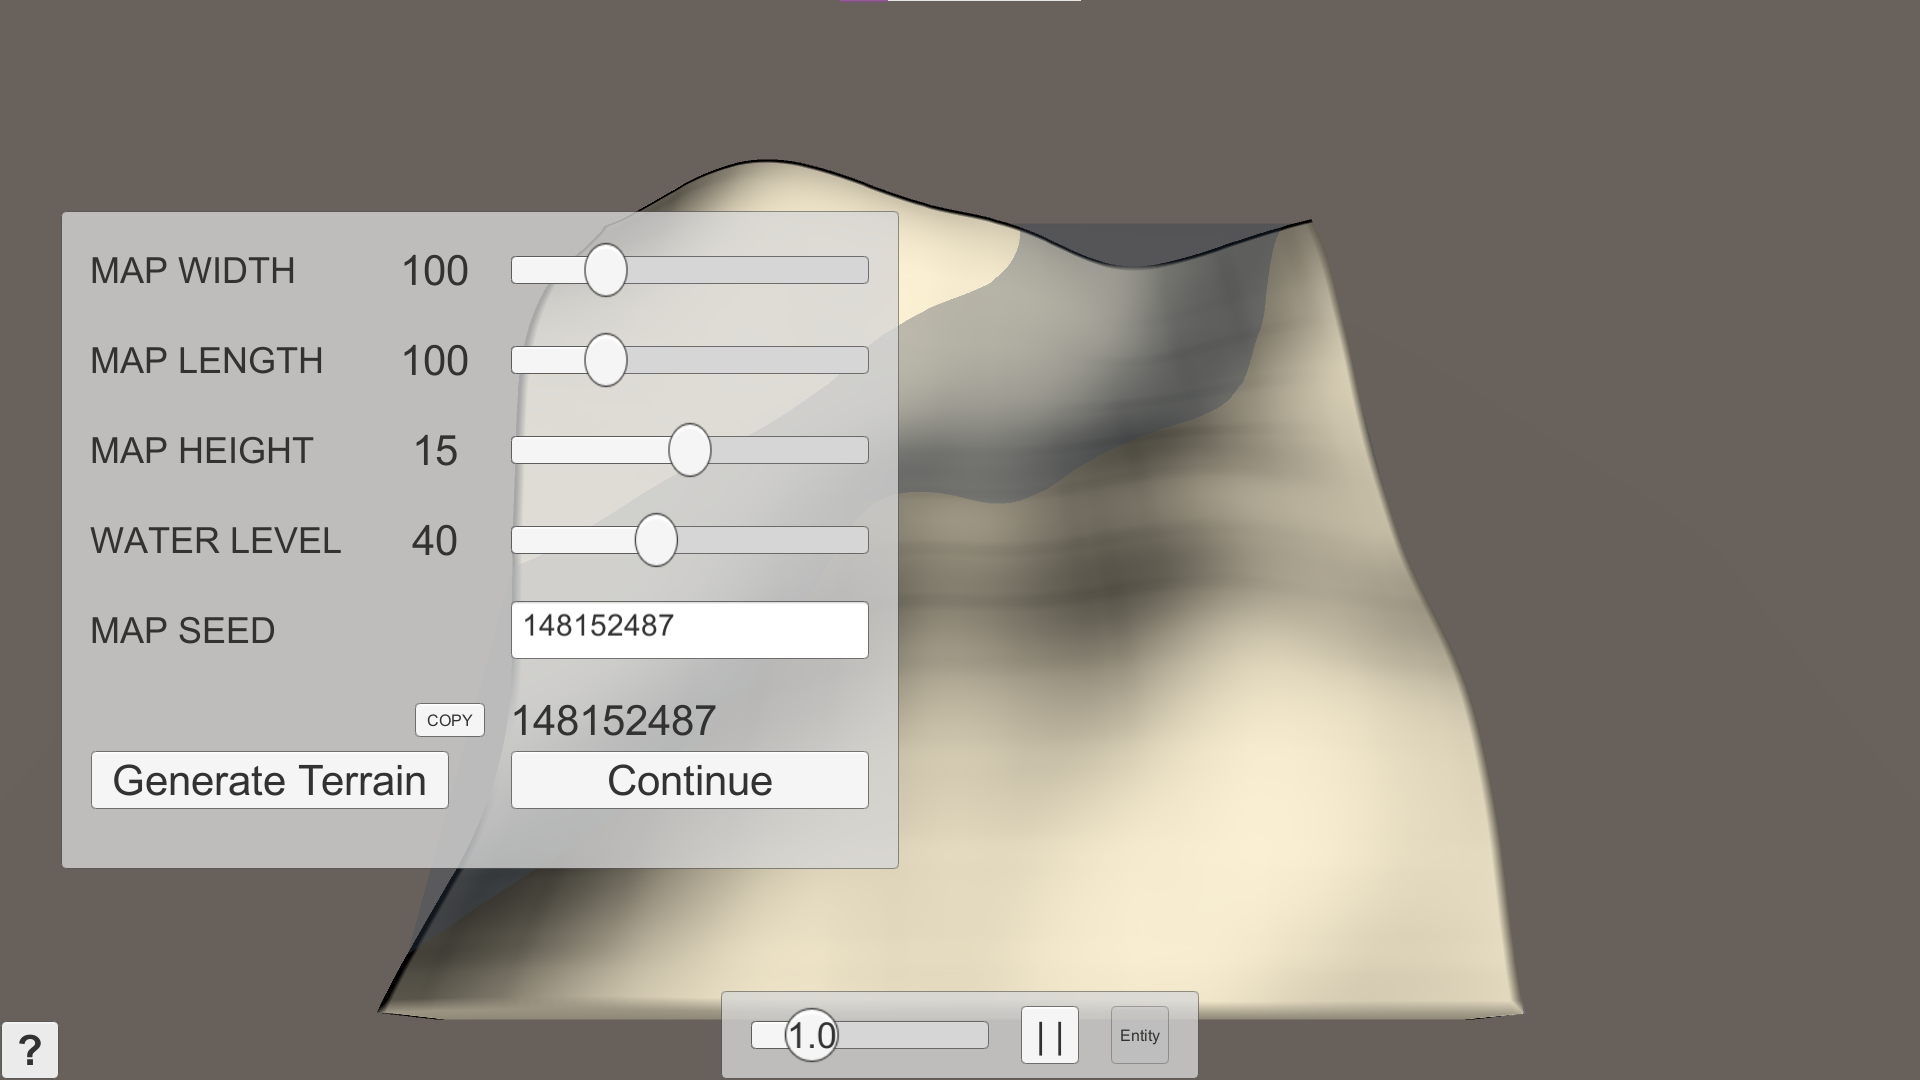 MAP WIDTH 100
MAP LENGTH 100
MAP HEIGHT 15
WATER LEVEL 40
MAP SEED 148152487
COPY 148152487
Generate Terrain Continue
? 1.0 || Entity